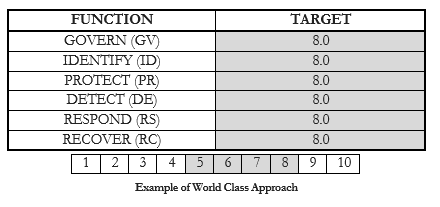 FUNCTION TARGET
GOVERN (GV) 8.0
IDENTIFY (ID) 8.0
PROTECT (PR) 8.0
DETECT (DE) 8.0
RESPOND (RS) 8.0
RECOVER (RC) 8.0
1 2 3 4 5 6 7 8 9 10
Example of World Class Approach